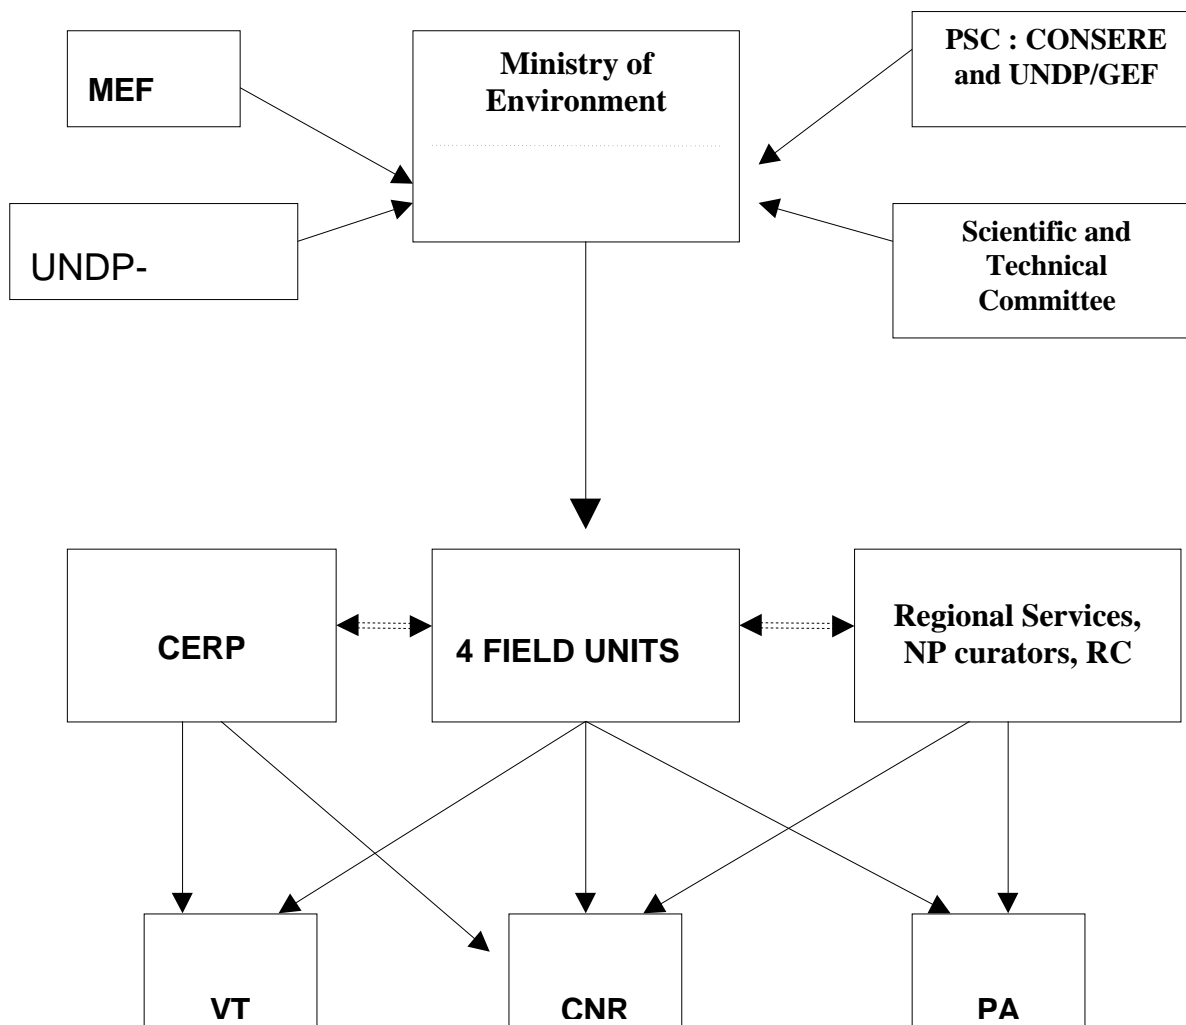 MEF
Ministry of
Environment
PSC : CONSERE
and UNDP/GEF
UNDP-
Scientific and
Technical
Committee
CERP
4 FIELD UNITS
Regional Services,
NP curators, RC
VT
CNR
PA